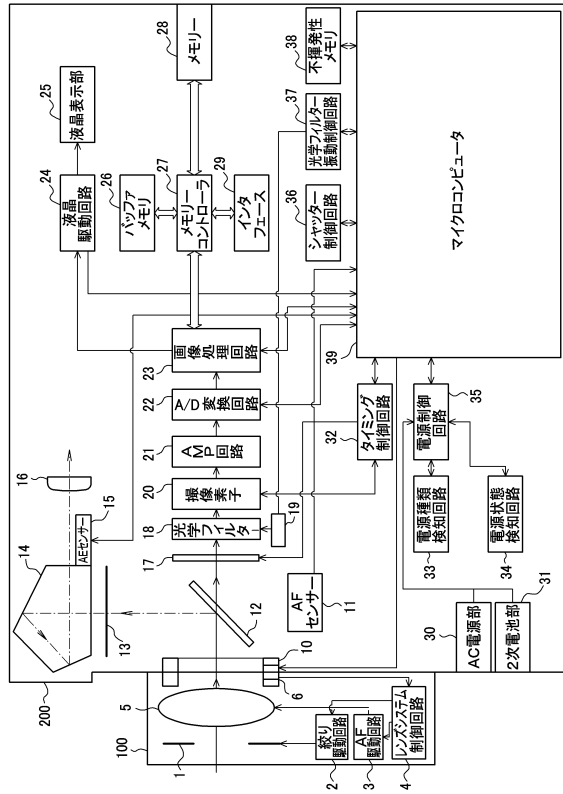 200
14
AEセンサー
15
16
13
12
100
5
1
10
6
絞り
駆動回路
2
AF
駆動回路
3
レンズシステム
制御回路
4
AF
センサー
11
17
光学フィルタ
18
19
撮像素子
20
AMP回路
21
A/D変換回路
22
画像処理回路
23
液晶
駆動回路
24
液晶表示部
25
バッファ
メモリ
26
メモリー
コントローラ
27
メモリー
28
インタ
フェース
29
AC電源部
30
2次電池部
31
タイミング
制御回路
32
電源種類
検知回路
33
電源状態
検知回路
34
電源制御
回路
35
シャッター
制御回路
36
光学フィルター
振動制御回路
37
不揮発性
メモリ
38
マイクロコンピュータ
39